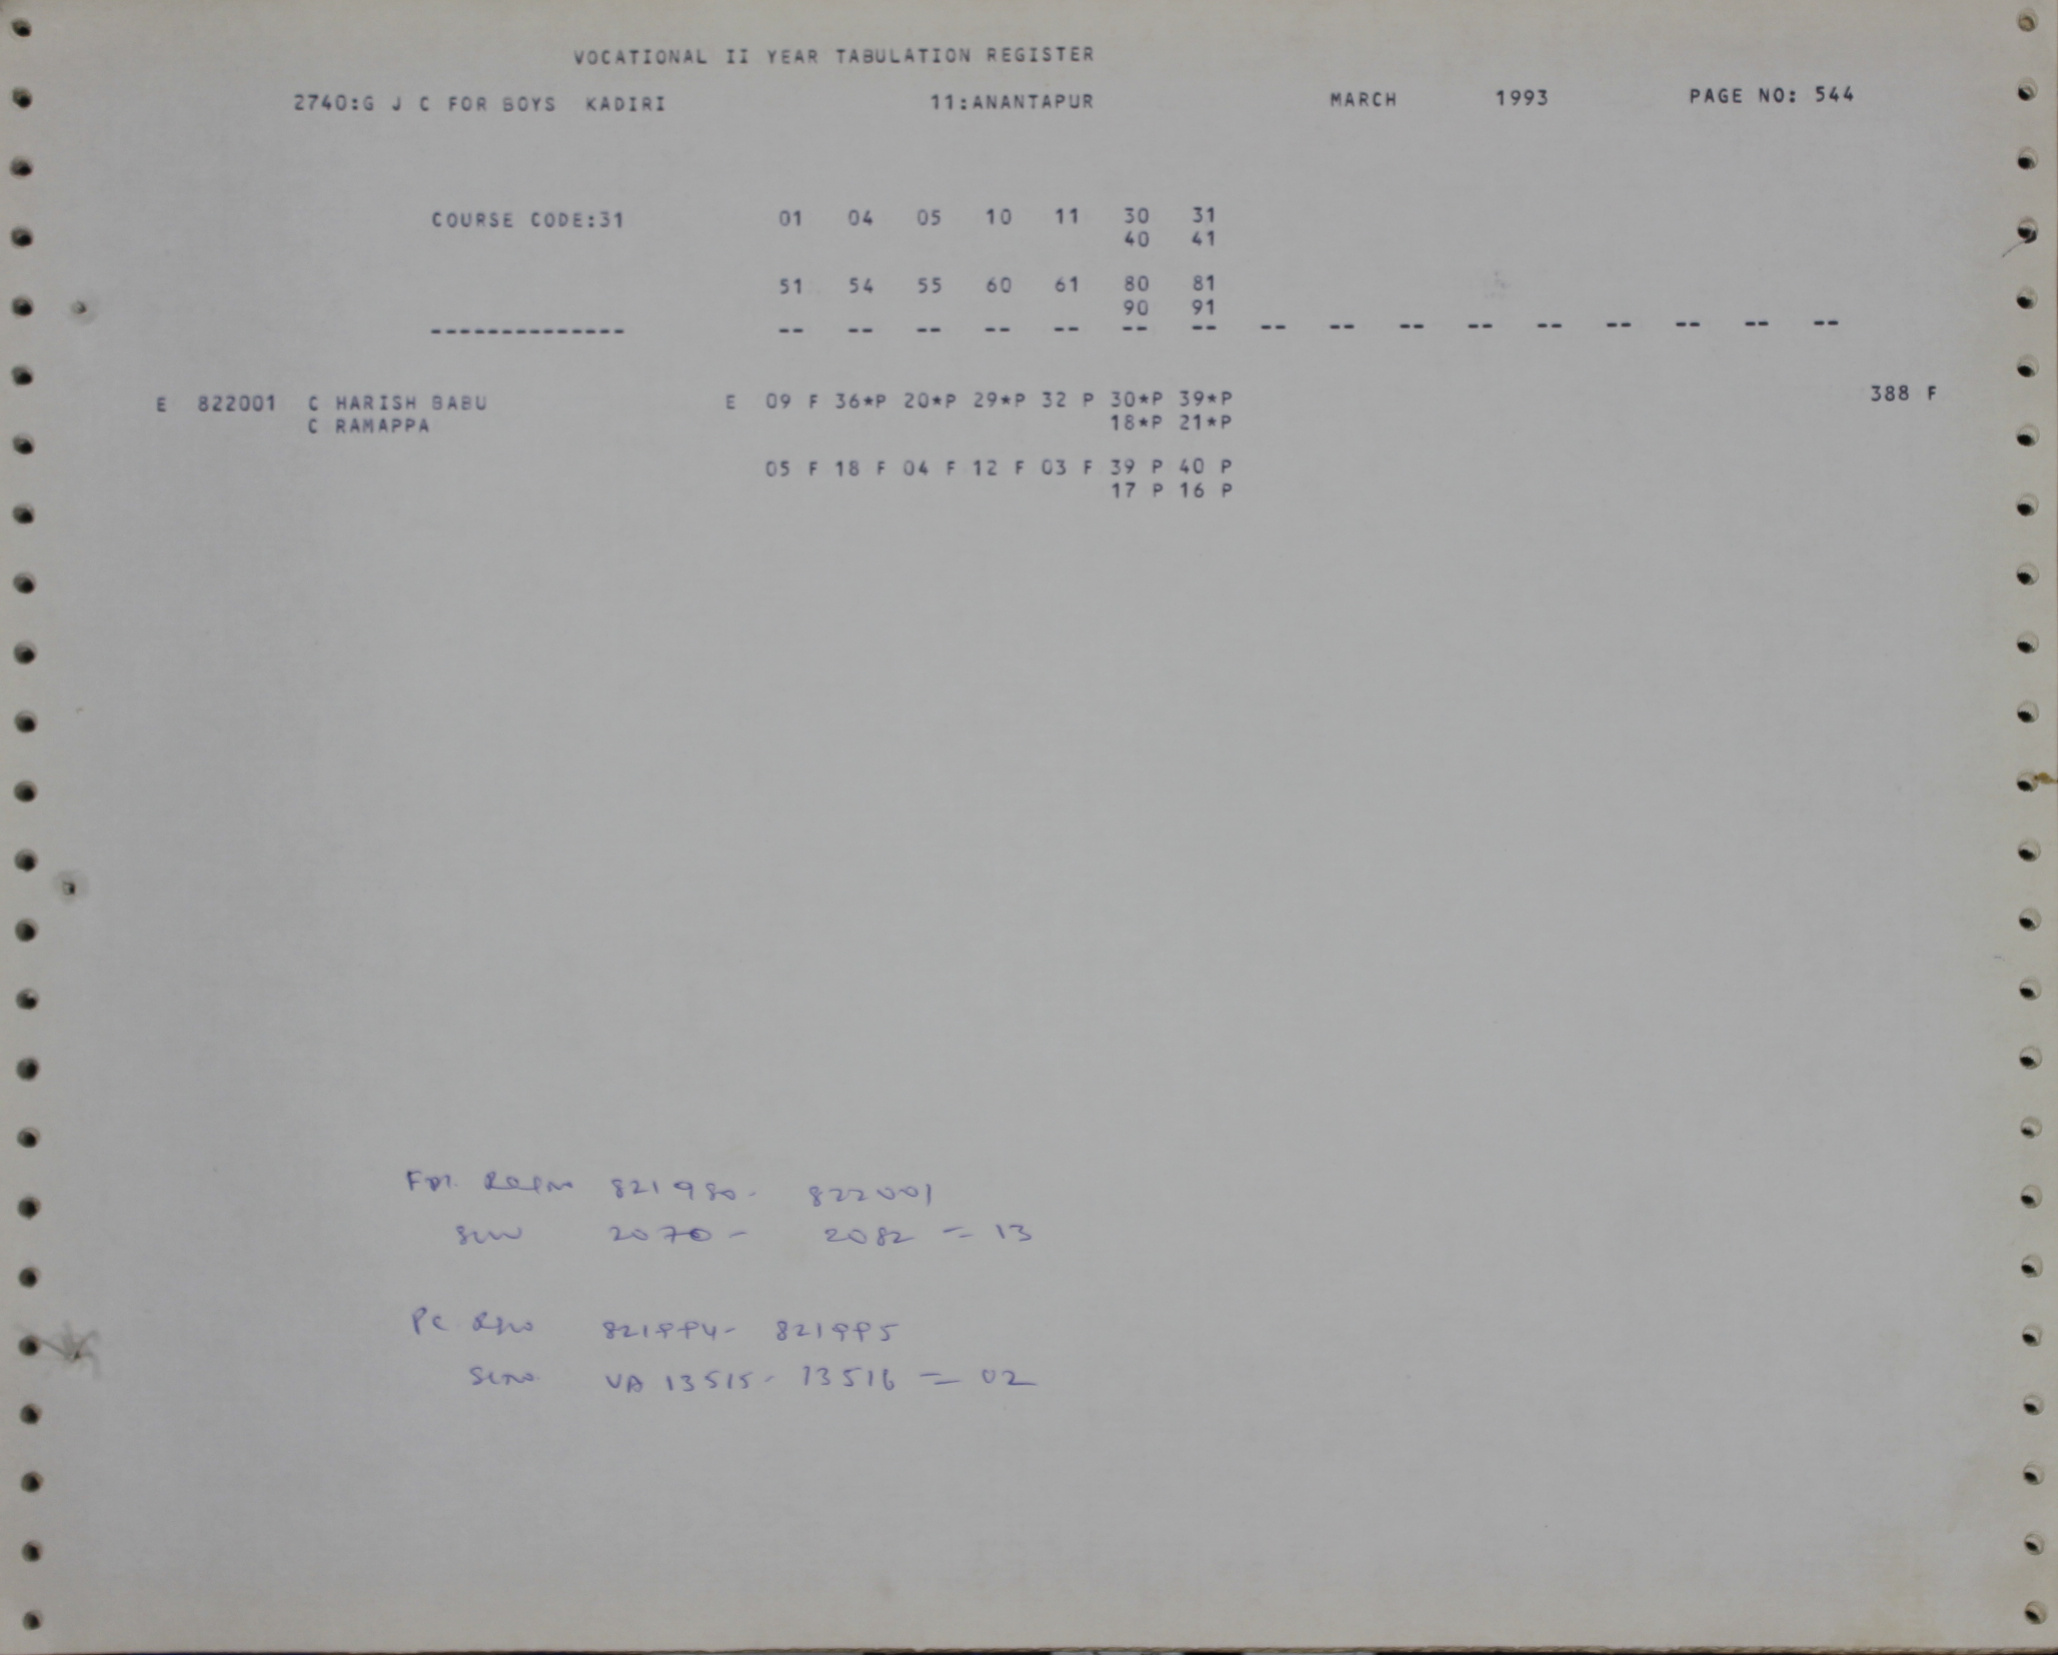 VOCATIONAL II YEAR TABULATION REGISTER
2740:G J C FOR BOYS KADIRI 11:ANANTAPUR MARCH 1993 PAGE NO: 544
COURSE CODE:31 01 04 05 10 11 30 31
40 41
51 54 55 60 61 80 81
90 91
-------------- -- -- -- -- -- -- -- -- -- -- -- -- -- -- -- --
E 822001 C HARISH BABU E 09 F 36*P 20*P 29*P 32 P 30*P 39*P 388 F
C RAMAPPA 18*P 21*P
05 F 18 F 04 F 12 F 03 F 39 P 40 P
17 P 16 P
821980- 822001
2070 - 2082 = 13
PC 821994- 821995
Slno. VA 13515- 13516 = 02